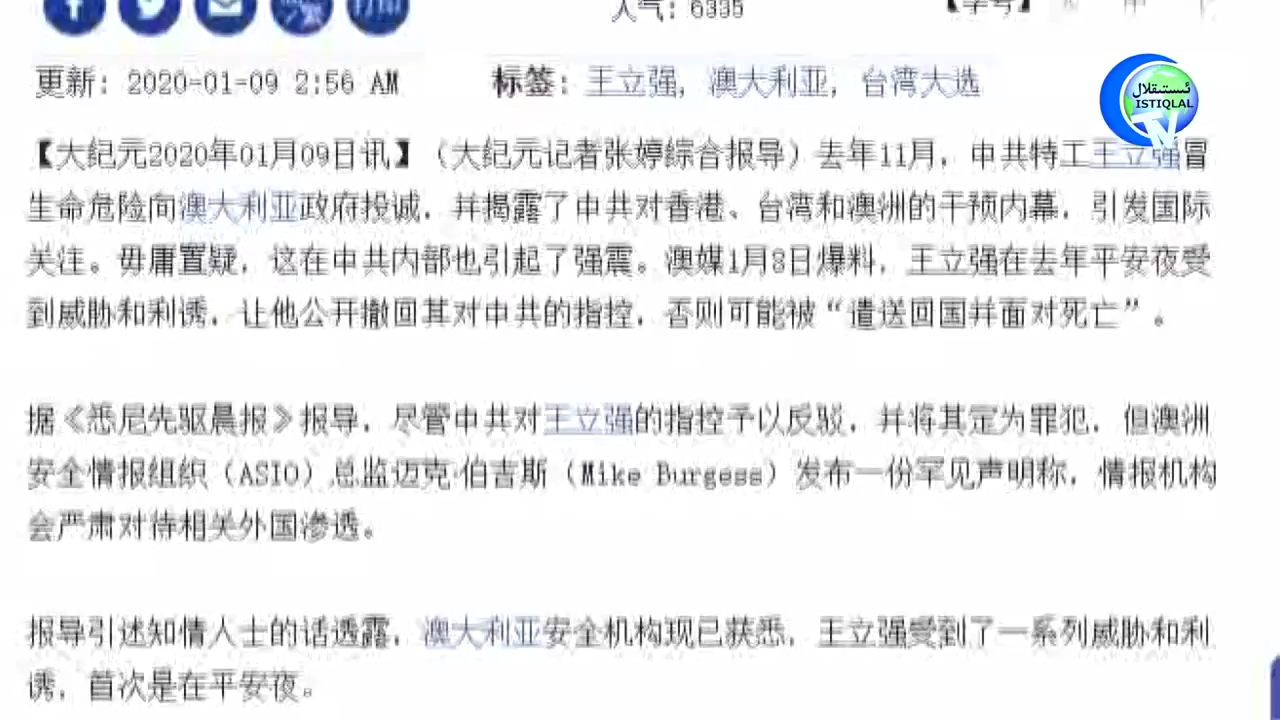 人气: 6335
【字号】 大 中 小
更新: 2020-01-09 2:56 AM 标签: 王立强, 澳大利亚, 台湾大选
ئىستىقلال
ISTIQLAL
TV
【大纪元2020年01月09日讯】（大纪元记者张婷综合报导）去年11月，中共特工王立强冒
生命危险向澳大利亚政府投诚，并揭露了中共对香港、台湾和澳洲的干预内幕，引发国际
关注。毋庸置疑，这在中共内部也引起了强震。澳媒1月8日爆料，王立强在去年平安夜受
到威胁和利诱，让他公开撤回其对中共的指控，否则可能被“遣送回国并面对死亡”。
据《悉尼先驱晨报》报导，尽管中共对王立强的指控予以反驳，并将其定为罪犯，但澳洲
安全情报组织（ASIO）总监迈克·伯吉斯（Mike Burgess）发布一份罕见声明称，情报机构
会严肃对待相关外国渗透。
报导引述知情人士的话透露，澳大利亚安全机构现已获悉，王立强受到了一系列威胁和利
诱，首次是在平安夜。